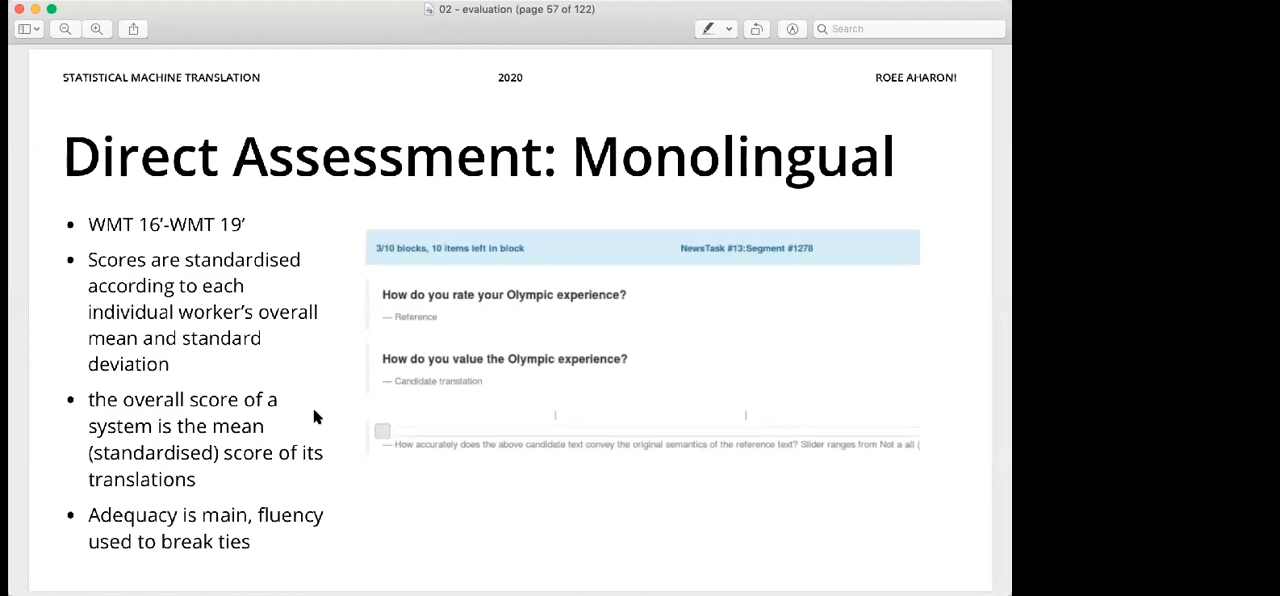 02 - evaluation (page 57 of 122)
Search
STATISTICAL MACHINE TRANSLATION
2020
ROEE AHARONI
Direct Assessment: Monolingual
• WMT 16’-WMT 19’
• Scores are standardised
according to each
individual worker’s overall
mean and standard
deviation
• the overall score of a
system is the mean
(standardised) score of its
translations
• Adequacy is main, fluency
used to break ties
3/10 blocks, 10 items left in block
NewsTask #13:Segment #1278
How do you rate your Olympic experience?
— Reference
How do you value the Olympic experience?
— Candidate translation
— How accurately does the above candidate text convey the original semantics of the reference text? Slider ranges from Not a all (